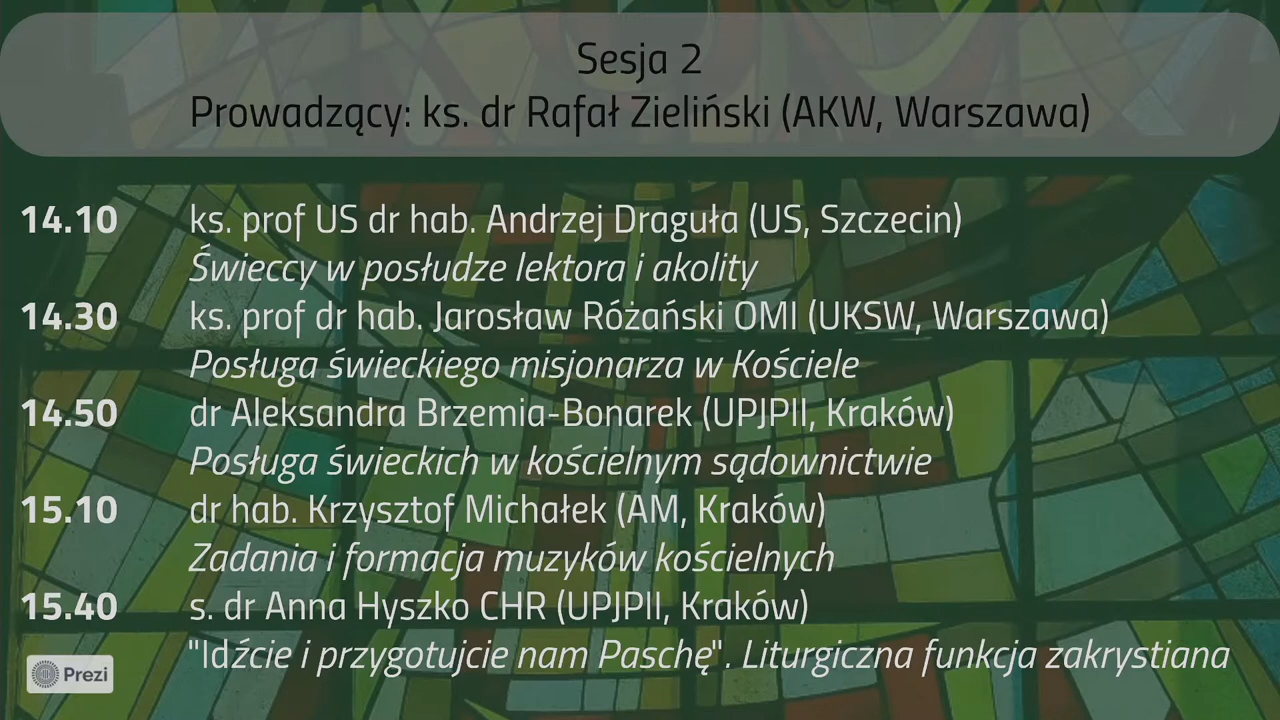 Sesja 2
Prowadzący: ks. dr Rafał Zieliński (AKW, Warszawa)
14.10 ks. prof US dr hab. Andrzej Draguła (US, Szczecin)
Świeccy w posłudze lektora i akolity
14.30 ks. prof dr hab. Jarosław Różański OMI (UKSW, Warszawa)
Posługa świeckiego misjonarza w Kościele
14.50 dr Aleksandra Brzemia-Bonarek (UPJPII, Kraków)
Posługa świeckich w kościelnym sądownictwie
15.10 dr hab. Krzysztof Michałek (AM, Kraków)
Zadania i formacja muzyków kościelnych
15.40 s. dr Anna Hyszko CHR (UPJPII, Kraków)
"Idźcie i przygotujcie nam Paschę". Liturgiczna funkcja zakrystiana
Prezi